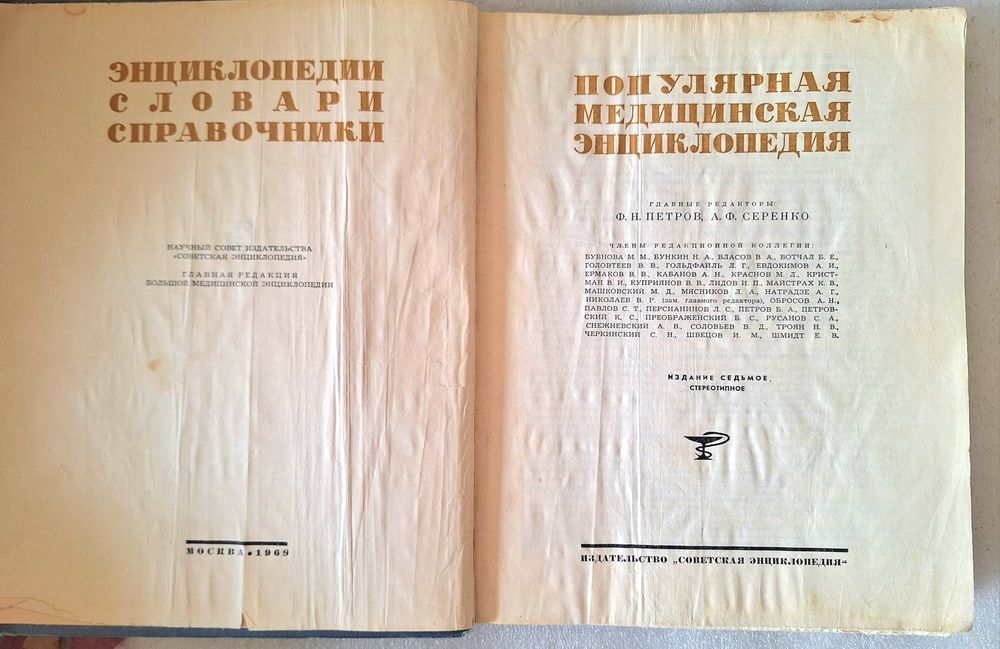 ЭНЦИКЛОПЕДИИ
СЛОВАРИ
СПРАВОЧНИКИ
НАУЧНЫЙ СОВЕТ ИЗДАТЕЛЬСТВА
«СОВЕТСКАЯ ЭНЦИКЛОПЕДИЯ»
ГЛАВНАЯ РЕДАКЦИЯ
БОЛЬШОЙ МЕДИЦИНСКОЙ ЭНЦИКЛОПЕДИИ
МОСКВА • 1969
ПОПУЛЯРНАЯ
МЕДИЦИНСКАЯ
ЭНЦИКЛОПЕДИЯ
ГЛАВНЫЕ РЕДАКТОРЫ:
Ф. Н. ПЕТРОВ, А. Ф. СЕРЕНКО
ЧЛЕНЫ РЕДАКЦИОННОЙ КОЛЛЕГИИ:
БУБНОВА М. М., БУНКИН Н. А., ВЛАСОВ В. А., ВОТЧАЛ Б. Е.,
ГОЛОВТЕЕВ В. В., ГОЛЬДФАЙЛЬ Л. Г., ЕВДОКИМОВ А. И.,
ЕРМАКОВ В. В., КАБАНОВ А. Н., КРАСНОВ М. Л., КРИСТ-
МАН В. И., КУПРИЯНОВ В. В., ЛИДОВ И. П., МАЙСТРАХ К. В.,
МАШКОВСКИЙ М. Д., МЯСНИКОВ Л. А., НАТРАДЗЕ А. Г.,
НИКОЛАЕВ В. Р. (зам. главного редактора), ОБРОСОВ А. Н.,
ПАВЛОВ С. Т., ПЕРСИАНИНОВ Л. С., ПЕТРОВ Б. А., ПЕТРОВ-
СКИЙ К. С., ПРЕОБРАЖЕНСКИЙ Б. С., РУСАНОВ С. А.,
СНЕЖНЕВСКИЙ А. В., СОЛОВЬЕВ В. Д., ТРОЯН Н. В.,
ЧЕРКИНСКИЙ С. Н., ШВЕЦОВ И. М., ШМИДТ Е. В.
ИЗДАНИЕ СЕДЬМОЕ,
СТЕРЕОТИПНОЕ
ИЗДАТЕЛЬСТВО „СОВЕТСКАЯ ЭНЦИКЛОПЕДИЯ“